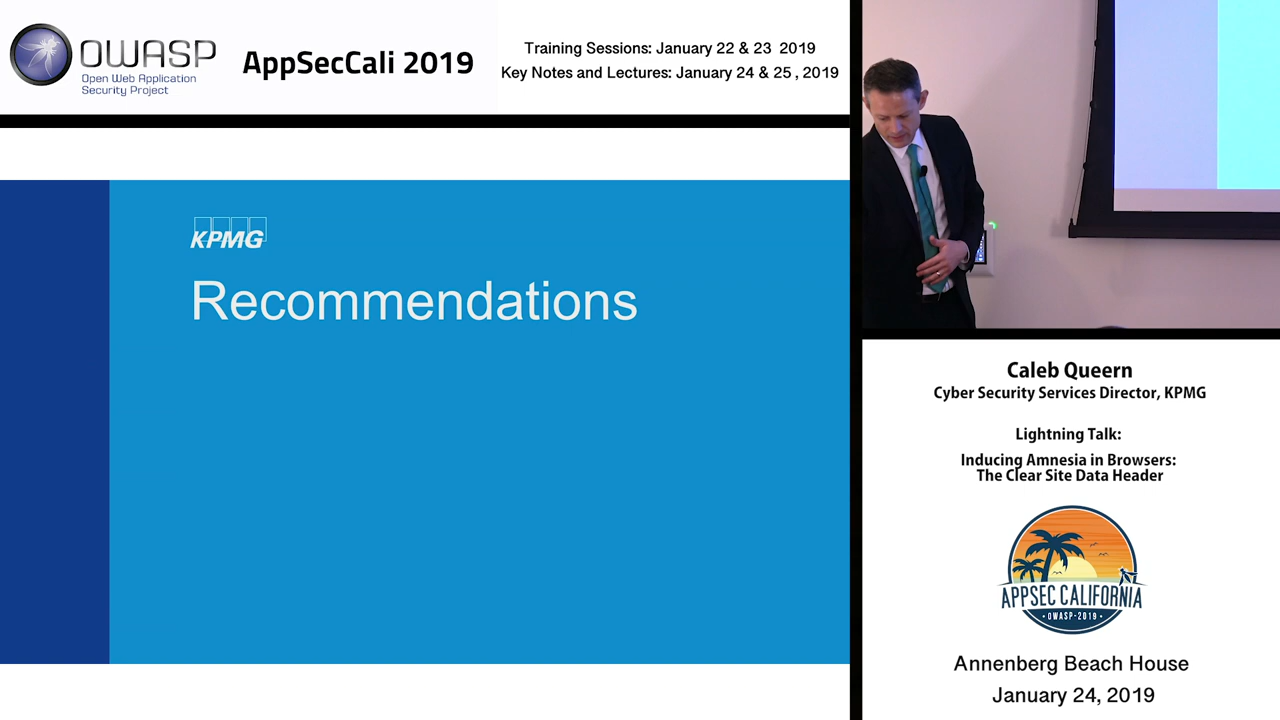 OWASP
Open Web Application
Security Project
AppSecCali 2019
Training Sessions: January 22 & 23 2019
Key Notes and Lectures: January 24 & 25 , 2019
KPMG
Recommendations
Caleb Queern
Cyber Security Services Director, KPMG
Lightning Talk:
Inducing Amnesia in Browsers:
The Clear Site Data Header
APPSEC CALIFORNIA
· OWASP-2019 ·
Annenberg Beach House
January 24, 2019